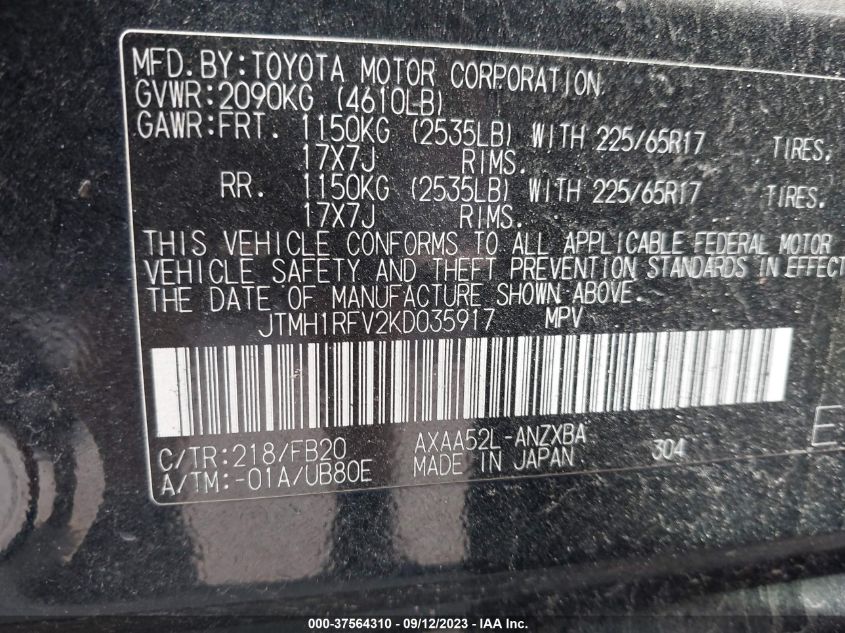 MFD. BY: TOYOTA MOTOR CORPORATION
GVWR: 2090KG (4610LB)
GAWR: FRT. 1150KG (2535LB) WITH 225/65R17 TIRES,
17X7J RIMS.
RR. 1150KG (2535LB) WITH 225/65R17 TIRES,
17X7J RIMS.
THIS VEHICLE CONFORMS TO ALL APPLICABLE FEDERAL MOTOR
VEHICLE SAFETY AND THEFT PREVENTION STANDARDS IN EFFECT
THE DATE OF MANUFACTURE SHOWN ABOVE.
JTMH1RFV2KD035917 MPV
C/TR: 218/FB20 AXAA52L-ANZXBA 304
A/TM: -01A/UB80E MADE IN JAPAN
000-37564310 - 09/12/2023 - © IAA Inc.